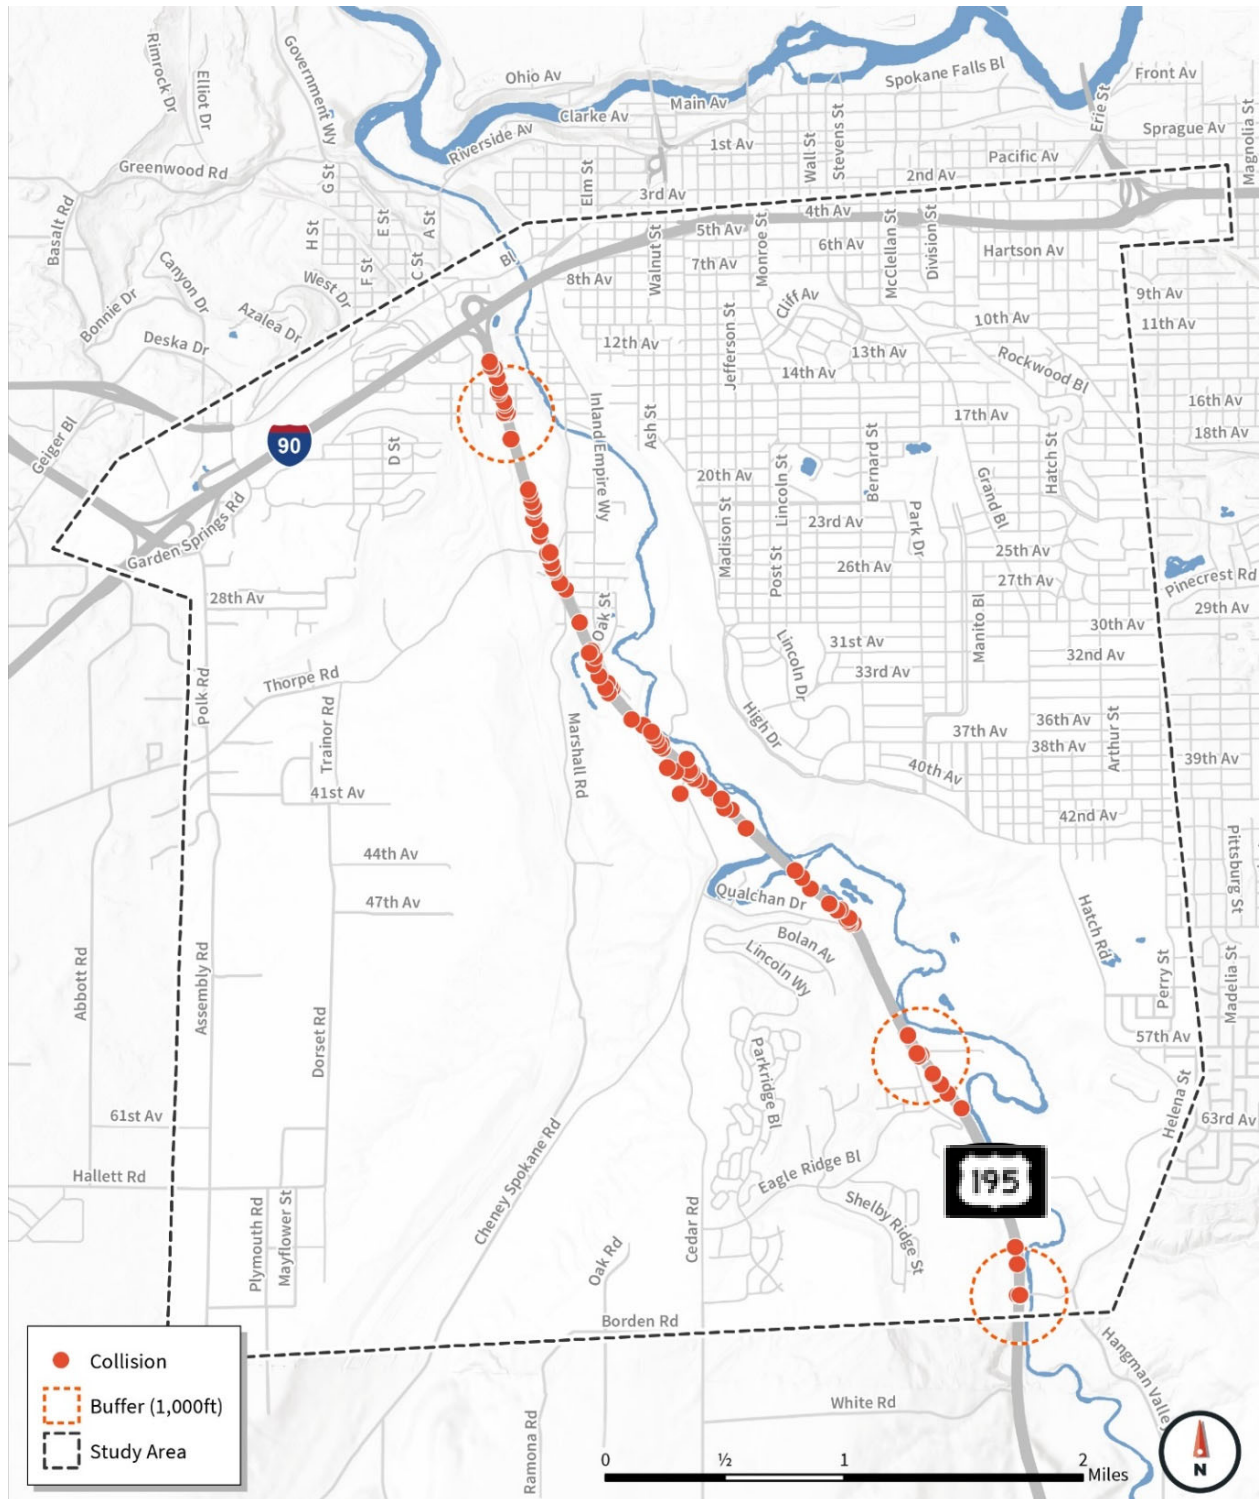 Rimrock Dr
Elliot Dr
Government Wy
Ohio Av
Spokane Falls Bl
Front Av
Main Av
Clarke Av
Erie St
Magnolia St
Riverside Av
1st Av
Wall St
Stevens St
Sprague Av
Greenwood Rd
G St
Elm St
Pacific Av
2nd Av
3rd Av
Basalt Rd
H St
E St
A St
4th Av
5th Av
Walnut St
Monroe St
6th Av
McClellan St
Division St
Hartson Av
F St
C St
Bl
7th Av
8th Av
Canyon Dr
West Dr
Cliff Av
9th Av
Bonnie Dr
Azalea Dr
Deska Dr
10th Av
11th Av
12th Av
Jefferson St
13th Av
14th Av
Rockwood Bl
Geiger Bl
90
D St
Inland Empire Wy
Ash St
17th Av
16th Av
18th Av
Bernard St
Hatch St
20th Av
Lincoln St
Madison St
23rd Av
Park Dr
Grand Bl
Garden Springs Rd
25th Av
26th Av
Post St
27th Av
Pinecrest Rd
28th Av
Oak St
29th Av
Manito Bl
30th Av
31st Av
32nd Av
Lincoln Dr
33rd Av
Thorpe Rd
Polk Rd
Trainor Rd
Marshall Rd
High Dr
37th Av
36th Av
38th Av
Arthur St
39th Av
40th Av
41st Av
42nd Av
44th Av
Pittsburg St
47th Av
Qualchan Dr
Bolan Av
Lincoln Wy
Hatch Rd
Perry St
Madelia St
Abbott Rd
Assembly Rd
Dorset Rd
57th Av
Parkridge Bl
61st Av
Helena St
63rd Av
Hallett Rd
Cheney Spokane Rd
Eagle Ridge Bl
195
Plymouth Rd
Mayflower St
Cedar Rd
Shelby Ridge St
Oak Rd
Borden Rd
Hangman Valley
White Rd
Ramona Rd
Collision
Buffer (1,000ft)
Study Area
0 ½ 1 2
Miles
N